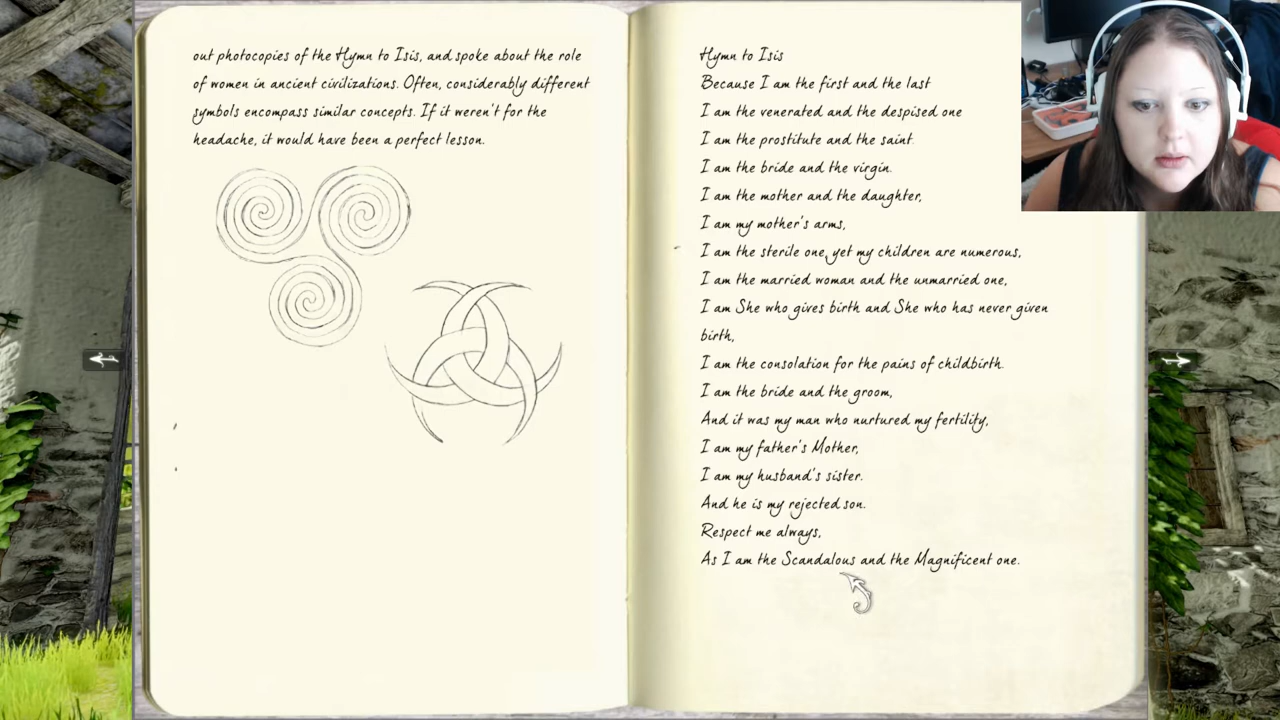 out photocopies of the Hymn to Isis, and spoke about the role
of women in ancient civilizations. Often, considerably different
symbols encompass similar concepts. If it weren't for the
headache, it would have been a perfect lesson.
Hymn to Isis
Because I am the first and the last
I am the venerated and the despised one
I am the prostitute and the saint.
I am the bride and the virgin.
I am the mother and the daughter,
I am my mother's arms,
I am the sterile one, yet my children are numerous,
I am the married woman and the unmarried one,
I am She who gives birth and She who has never given
birth,
I am the consolation for the pains of childbirth.
I am the bride and the groom,
And it was my man who nurtured my fertility,
I am my father's Mother,
I am my husband's sister.
And he is my rejected son.
Respect me always,
As I am the Scandalous and the Magnificent one.